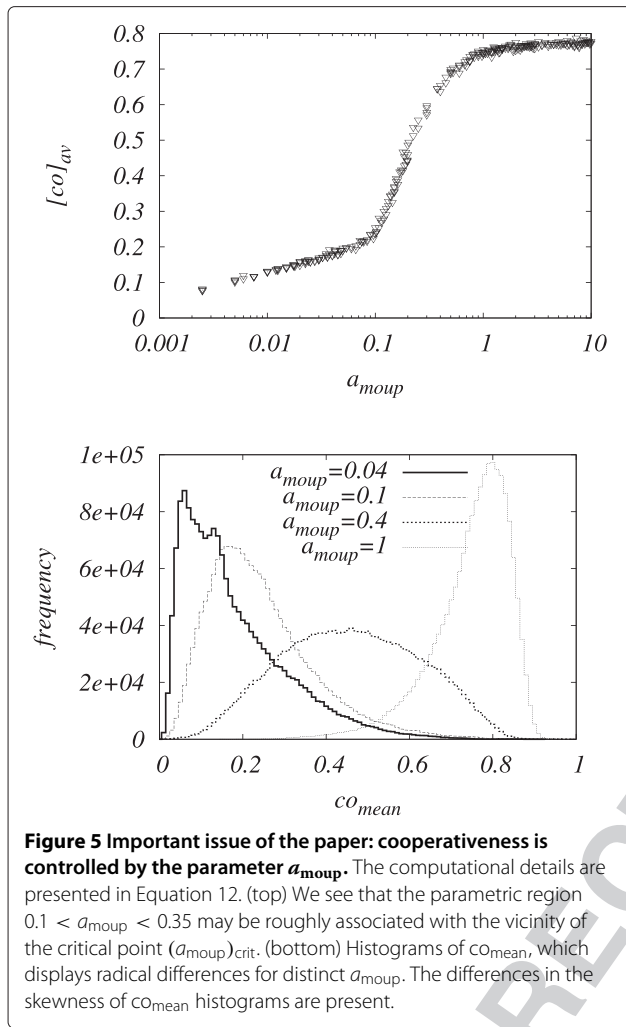 0.8
0.7
0.6
0.5
0.4
0.3
0.2
0.1
0
[co]av
0.001 0.01 0.1 1 10
amoup
1e+05
8e+04
6e+04
4e+04
2e+04
0
frequency
amoup=0.04
amoup=0.1
amoup=0.4
amoup=1
0 0.2 0.4 0.6 0.8 1
comean
Figure 5 Important issue of the paper: cooperativeness is
controlled by the parameter amoup. The computational details are
presented in Equation 12. (top) We see that the parametric region
0.1 < amoup < 0.35 may be roughly associated with the vicinity of
the critical point (amoup)crit. (bottom) Histograms of comean, which
displays radical differences for distinct amoup. The differences in the
skewness of comean histograms are present.